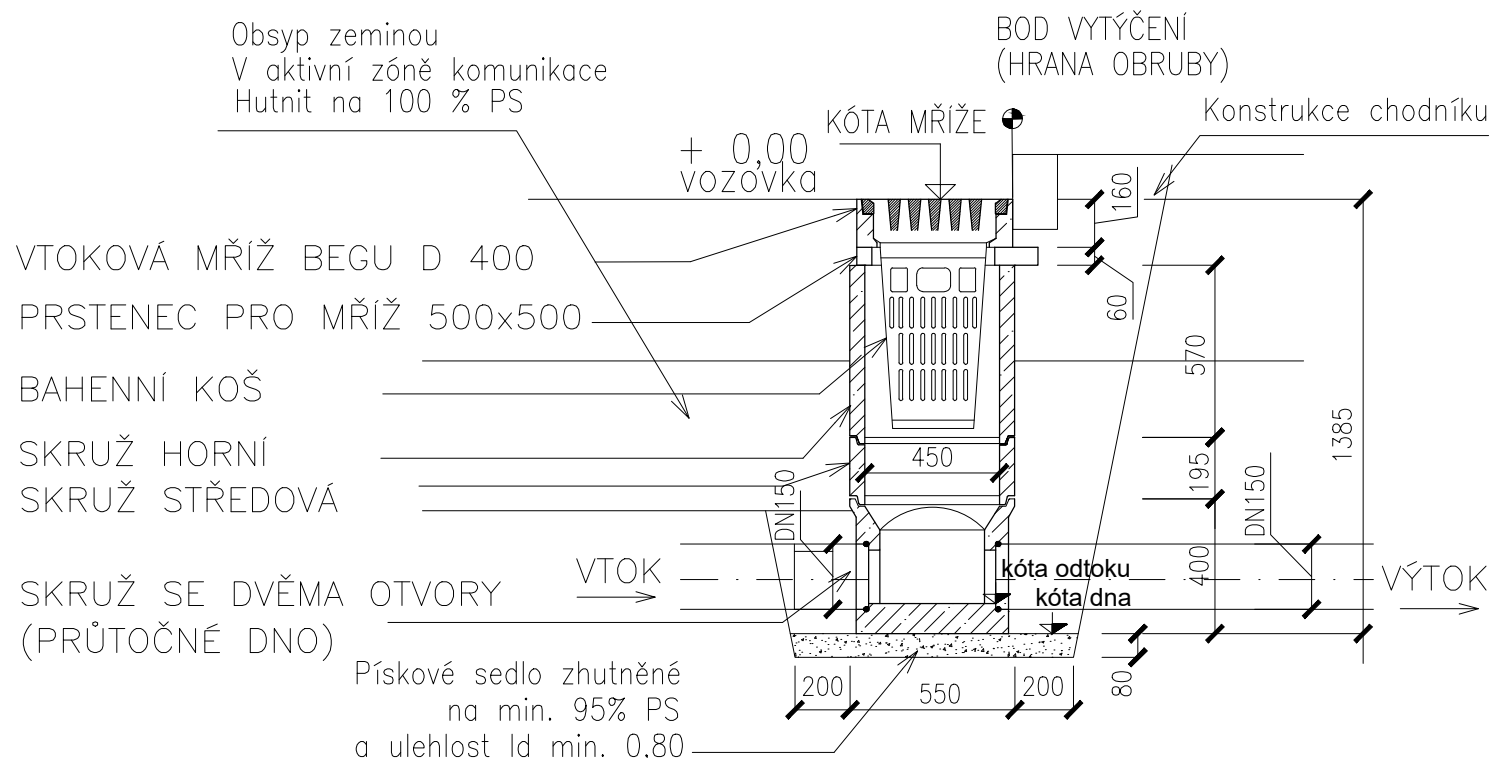 Obsyp zeminou
V aktivní zóně komunikace
Hutnit na 100 % PS
BOD VYTÝČENÍ
(HRANA OBRUBY)
KÓTA MŘÍŽE
Konstrukce chodníku
+ 0,00
vozovka
VTOKOVÁ MŘÍŽ BEGU D 400
PRSTENEC PRO MŘÍŽ 500x500
BAHENNÍ KOŠ
SKRUŽ HORNÍ
SKRUŽ STŘEDOVÁ
SKRUŽ SE DVĚMA OTVORY
(PRŮTOČNÉ DNO)
VTOK
DN150
450
kóta odtoku
kóta dna
VÝTOK
DN150
160
60
570
195
400
1385
80
200
550
200
Pískové sedlo zhutněné
na min. 95% PS
a ulehlost Id min. 0,80